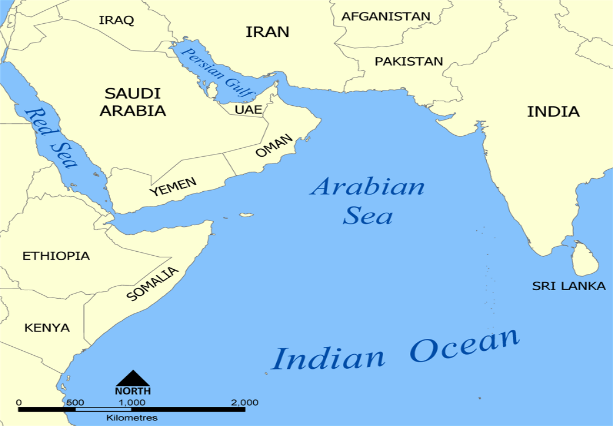 IRAQ
IRAN
AFGHANISTAN
PAKISTAN
Persian Gulf
SAUDI
ARABIA
UAE
INDIA
Red Sea
OMAN
YEMEN
Arabian
Sea
ETHIOPIA
SOMALIA
SRI LANKA
KENYA
Indian Ocean
NORTH
0 500 1,000 2,000
Kilometres